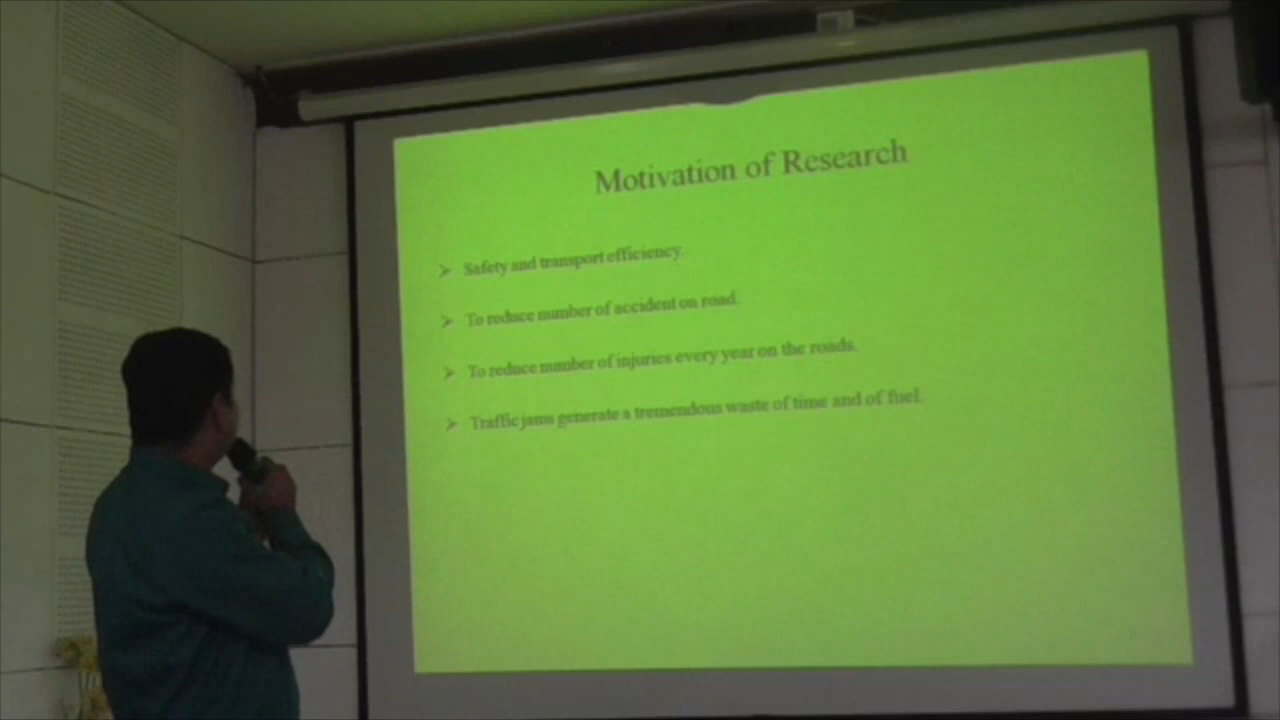 Motivation of Research
➢ Safety and transport efficiency.
➢ To reduce number of accident on road.
➢ To reduce number of injuries every year on the roads.
➢ Traffic jams generate a tremendous waste of time and of fuel.